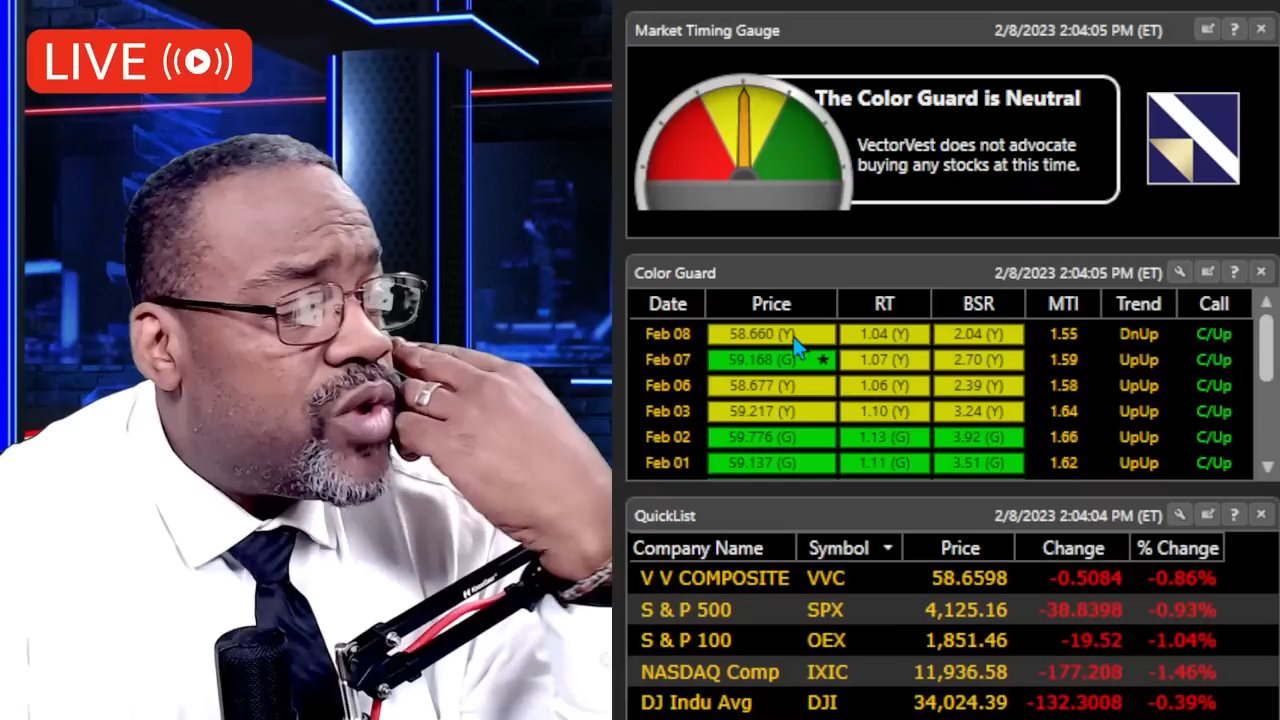 LIVE
Market Timing Gauge 2/8/2023 2:04:05 PM (ET)
The Color Guard is Neutral
VectorVest does not advocate
buying any stocks at this time.
Color Guard 2/8/2023 2:04:05 PM (ET)
Date Price RT BSR MTI Trend Call
Feb 08 58.660 (Y) 1.04 (Y) 2.04 (Y) 1.55 DnUp C/Up
Feb 07 59.168 (G) ★ 1.07 (Y) 2.70 (Y) 1.59 UpUp C/Up
Feb 06 58.677 (Y) 1.06 (Y) 2.39 (Y) 1.58 UpUp C/Up
Feb 03 59.217 (Y) 1.10 (Y) 3.24 (Y) 1.64 UpUp C/Up
Feb 02 59.776 (G) 1.13 (G) 3.92 (G) 1.66 UpUp C/Up
Feb 01 59.137 (G) 1.11 (G) 3.51 (G) 1.62 UpUp C/Up
QuickList 2/8/2023 2:04:04 PM (ET)
Company Name Symbol Price Change % Change
V V COMPOSITE VVC 58.6598 -0.5084 -0.86%
S & P 500 SPX 4,125.16 -38.8398 -0.93%
S & P 100 OEX 1,851.46 -19.52 -1.04%
NASDAQ Comp IXIC 11,936.58 -177.208 -1.46%
DJ Indu Avg DJI 34,024.39 -132.3008 -0.39%